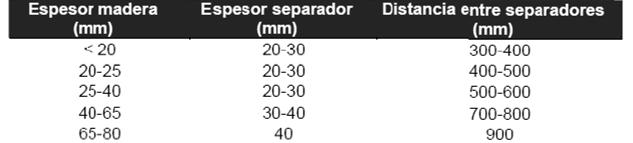 Espesor madera Espesor separador Distancia entre separadores
(mm) (mm) (mm)
< 20 20-30 300-400
20-25 20-30 400-500
25-40 20-30 500-600
40-65 30-40 700-800
65-80 40 900